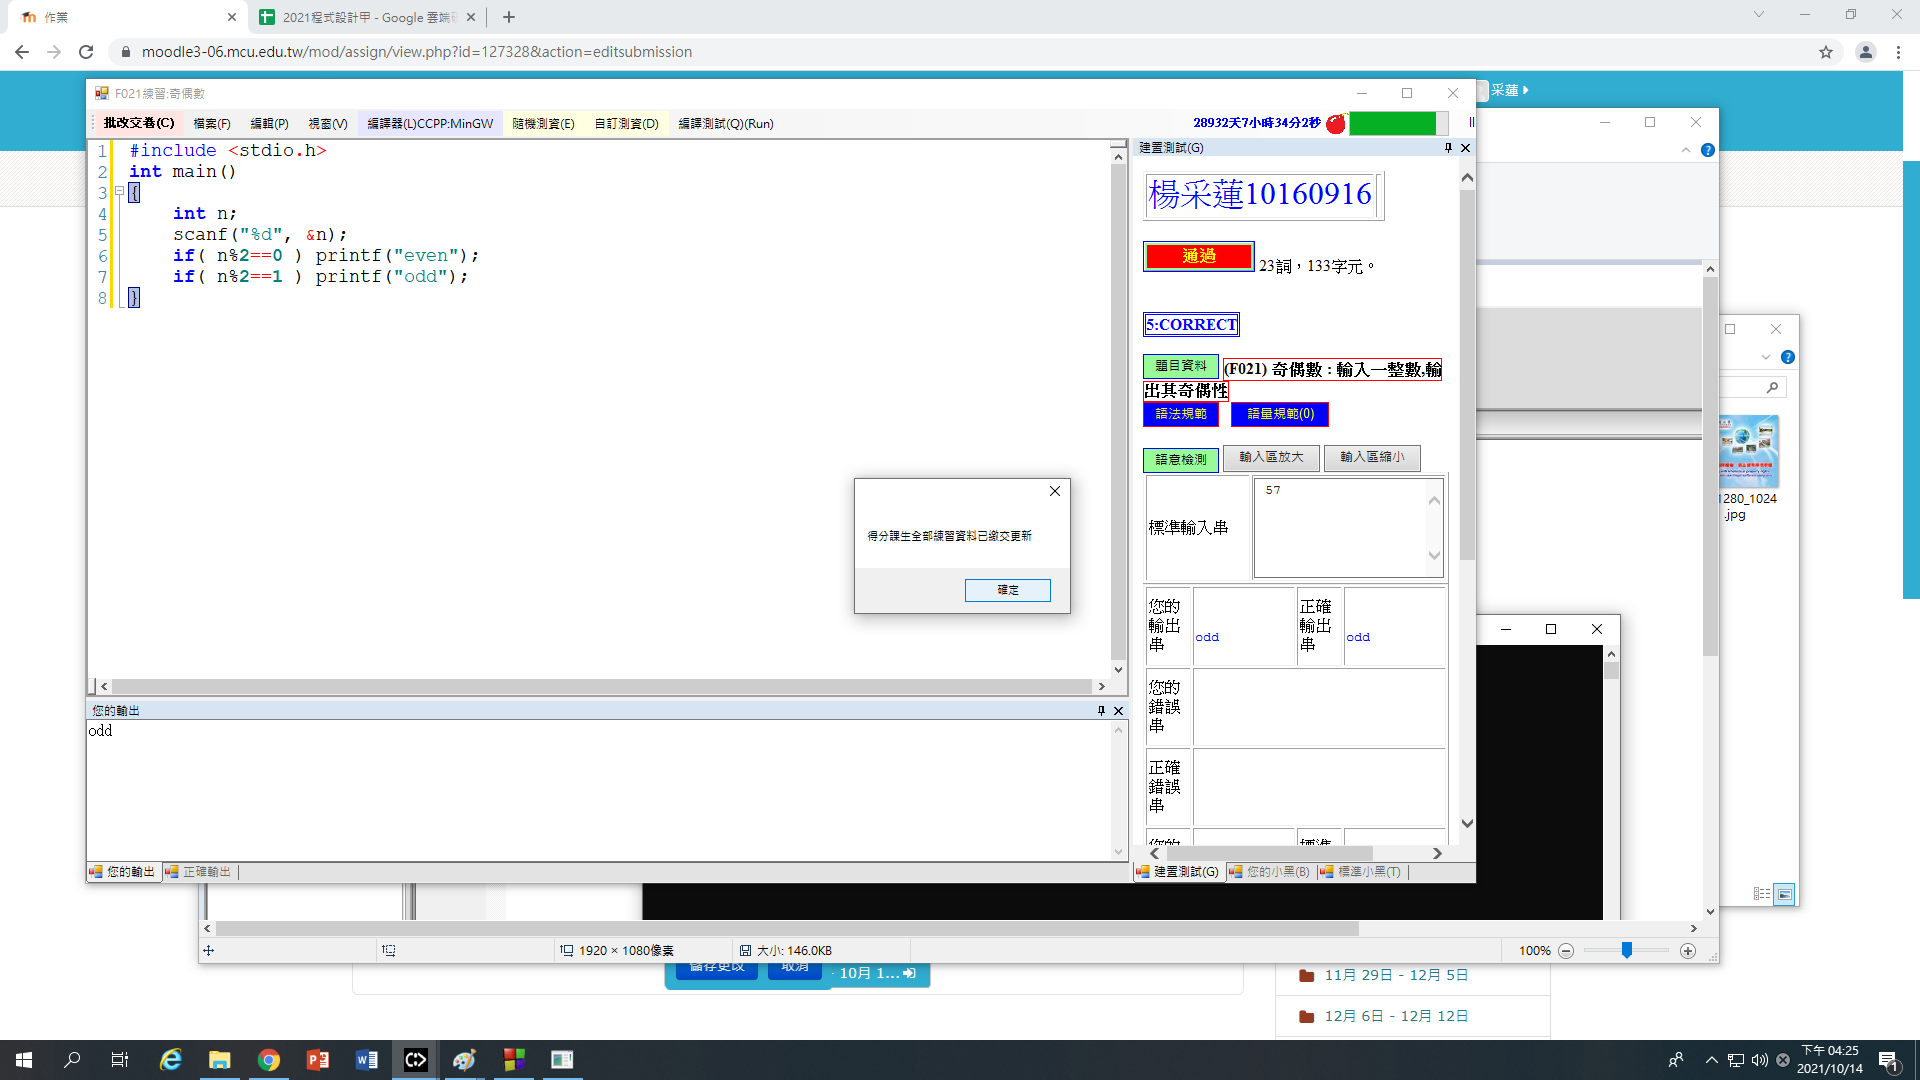 作業
2021程式設計甲 - Google 雲端硬
moodle3-06.mcu.edu.tw/mod/assign/view.php?id=127328&action=editsubmission
采蓮
F021練習:奇偶數
批改交卷(C) 檔案(F) 編輯(P) 視窗(V) 編譯器(L)CCPP:MinGW 隨機測資(E) 自訂測資(D) 編譯測試(Q)(Run)
28932天7小時34分2秒
1 #include <stdio.h>
2 int main()
3 {
4 int n;
5 scanf("%d", &n);
6 if( n%2==0 ) printf("even");
7 if( n%2==1 ) printf("odd");
8 }
建置測試(G)
楊采蓮10160916
通過 23詞，133字元。
5:CORRECT
題目資料 (F021) 奇偶數 : 輸入一整數,輸
出其奇偶性
語法規範 語量規範(0)
語意檢測 輸入區放大 輸入區縮小
標準輸入串 57
您的輸出串 odd 正確輸出串 odd
您的錯誤串
正確錯誤串
得分課生全部練習資料已繳交更新
確定
您的輸出
odd
您的輸出 正確輸出
建置測試(G) 您的小黑(B) 標準小黑(T)
1280_1024
.jpg
1920 × 1080像素 大小: 146.0KB 100%
儲存更改 取消 10月 1...
11月 29日 - 12月 5日
12月 6日 - 12月 12日
下午 04:25
2021/10/14
1